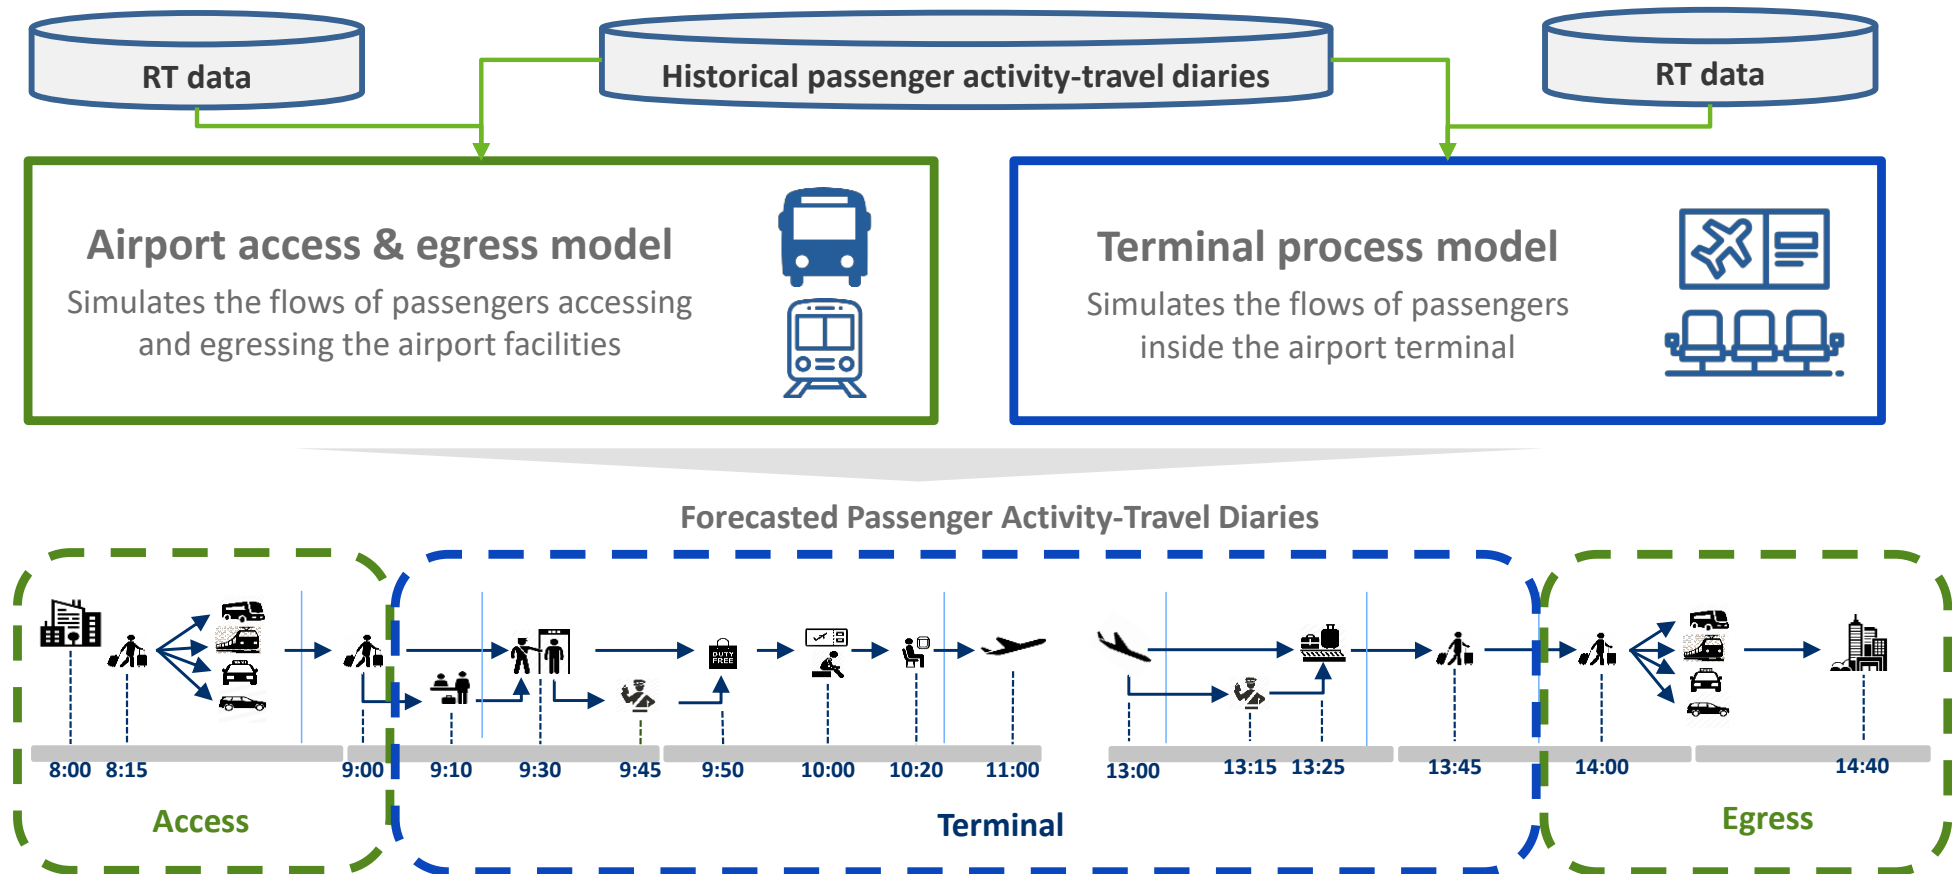 RT data
Historical passenger activity-travel diaries
RT data
Airport access & egress model
Simulates the flows of passengers accessing
and egressing the airport facilities
Terminal process model
Simulates the flows of passengers
inside the airport terminal
Forecasted Passenger Activity-Travel Diaries
DUTY
FREE
8:00 8:15 9:00 9:10 9:30 9:45 9:50 10:00 10:20 11:00 13:00 13:15 13:25 13:45 14:00 14:40
Access
Terminal
Egress